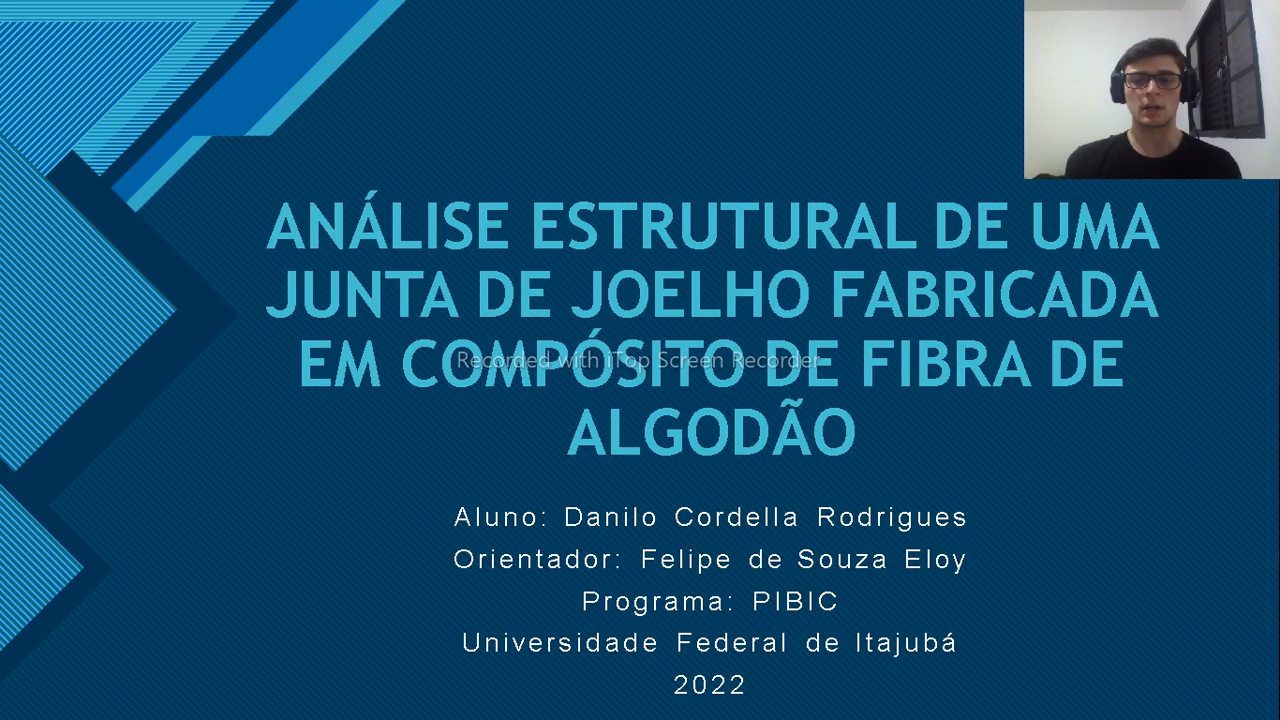 ANÁLISE ESTRUTURAL DE UMA
JUNTA DE JOELHO FABRICADA
EM COMPÓSITO DE FIBRA DE
Recorded with iTop Screen Recorder
ALGODÃO
Aluno: Danilo Cordella Rodrigues
Orientador: Felipe de Souza Eloy
Programa: PIBIC
Universidade Federal de Itajubá
2022